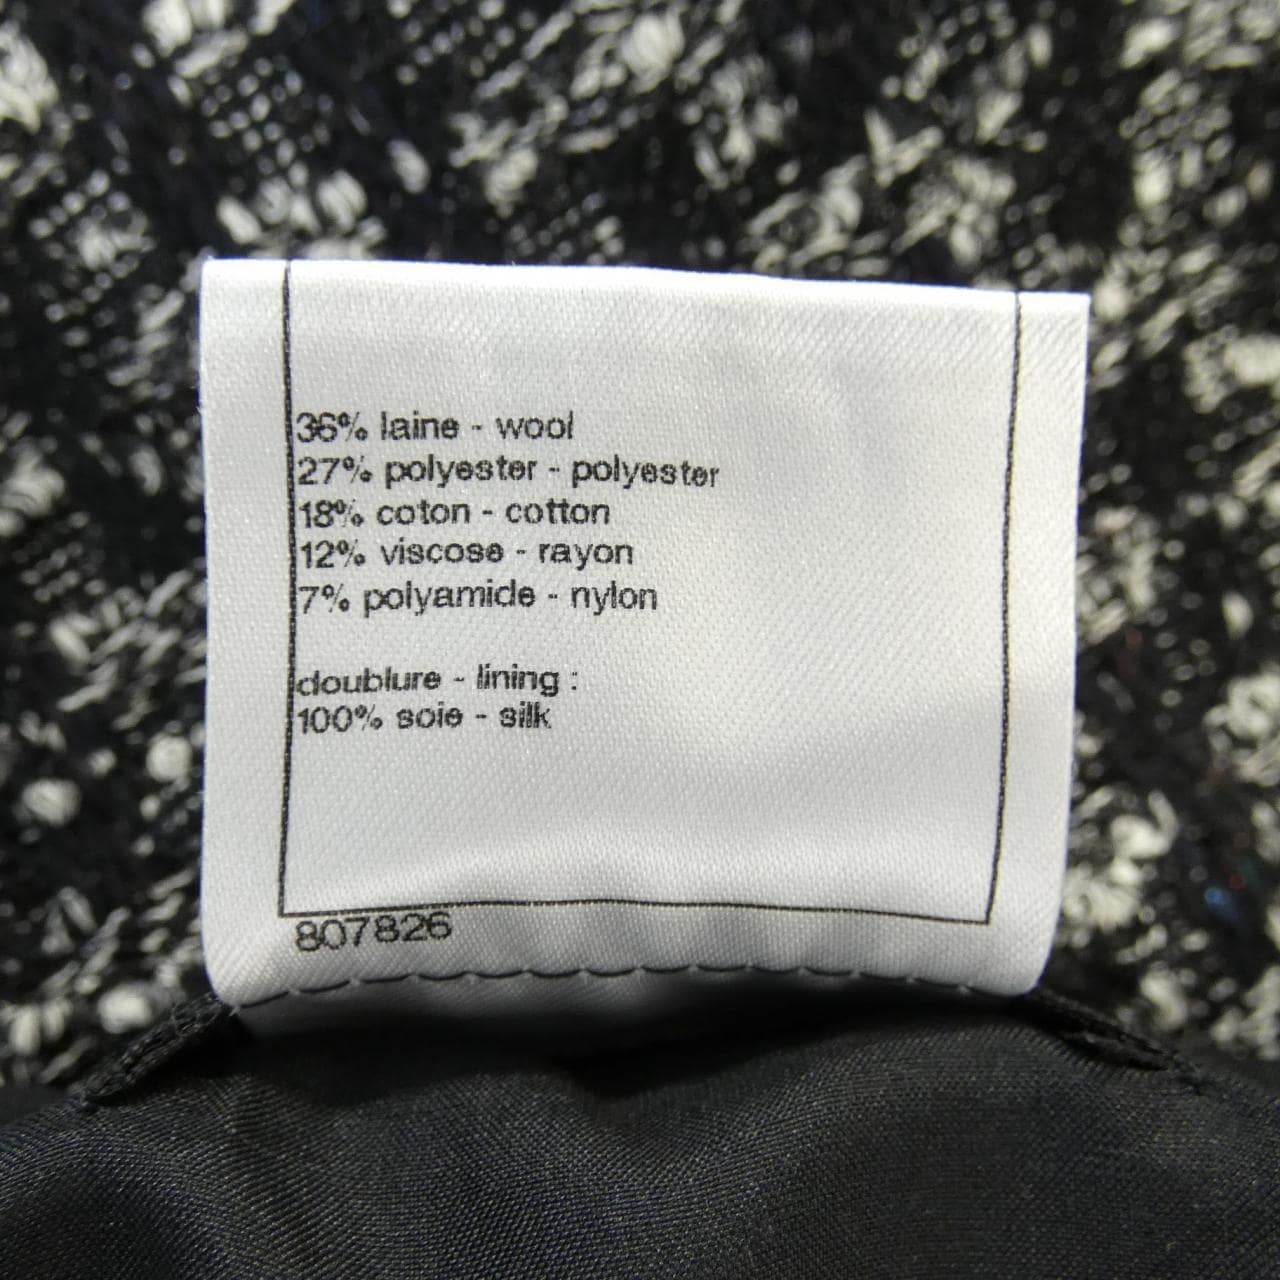 36% laine - wool
27% polyester - polyester
18% coton - cotton
12% viscose - rayon
7% polyamide - nylon
doublure - lining :
100% soie - silk
807826